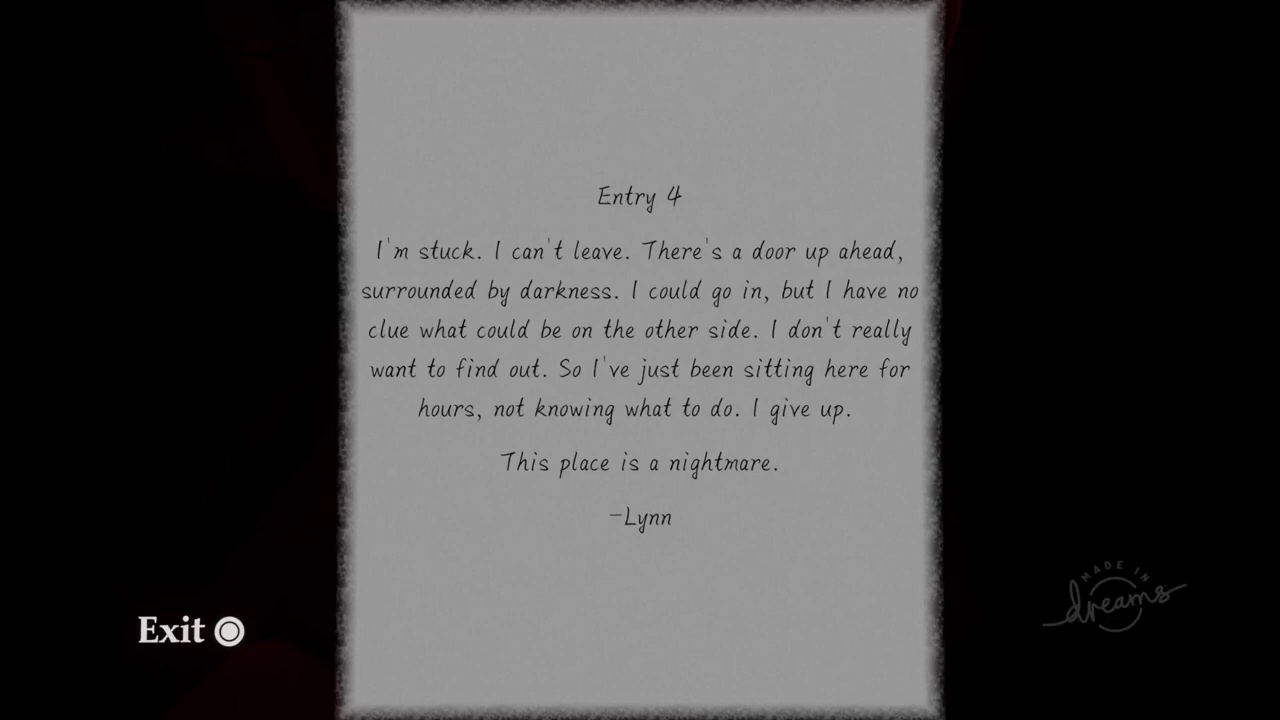 Entry 4
I'm stuck. I can't leave. There's a door up ahead,
surrounded by darkness. I could go in, but I have no
clue what could be on the other side. I don't really
want to find out. So I've just been sitting here for
hours, not knowing what to do. I give up.
This place is a nightmare.
-Lynn
Exit
MADE IN
dreams